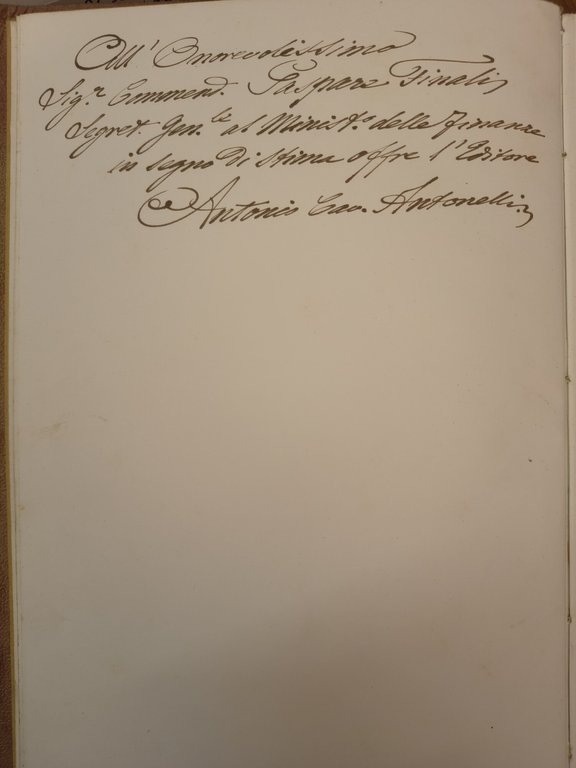 All' Onorevolissimo
Sig.r Commend. Gaspare Finali
Segret. Gen.le al Minist.o delle Finanze
in segno di stima offre l'Editore
Antonio Cav. Antonelli